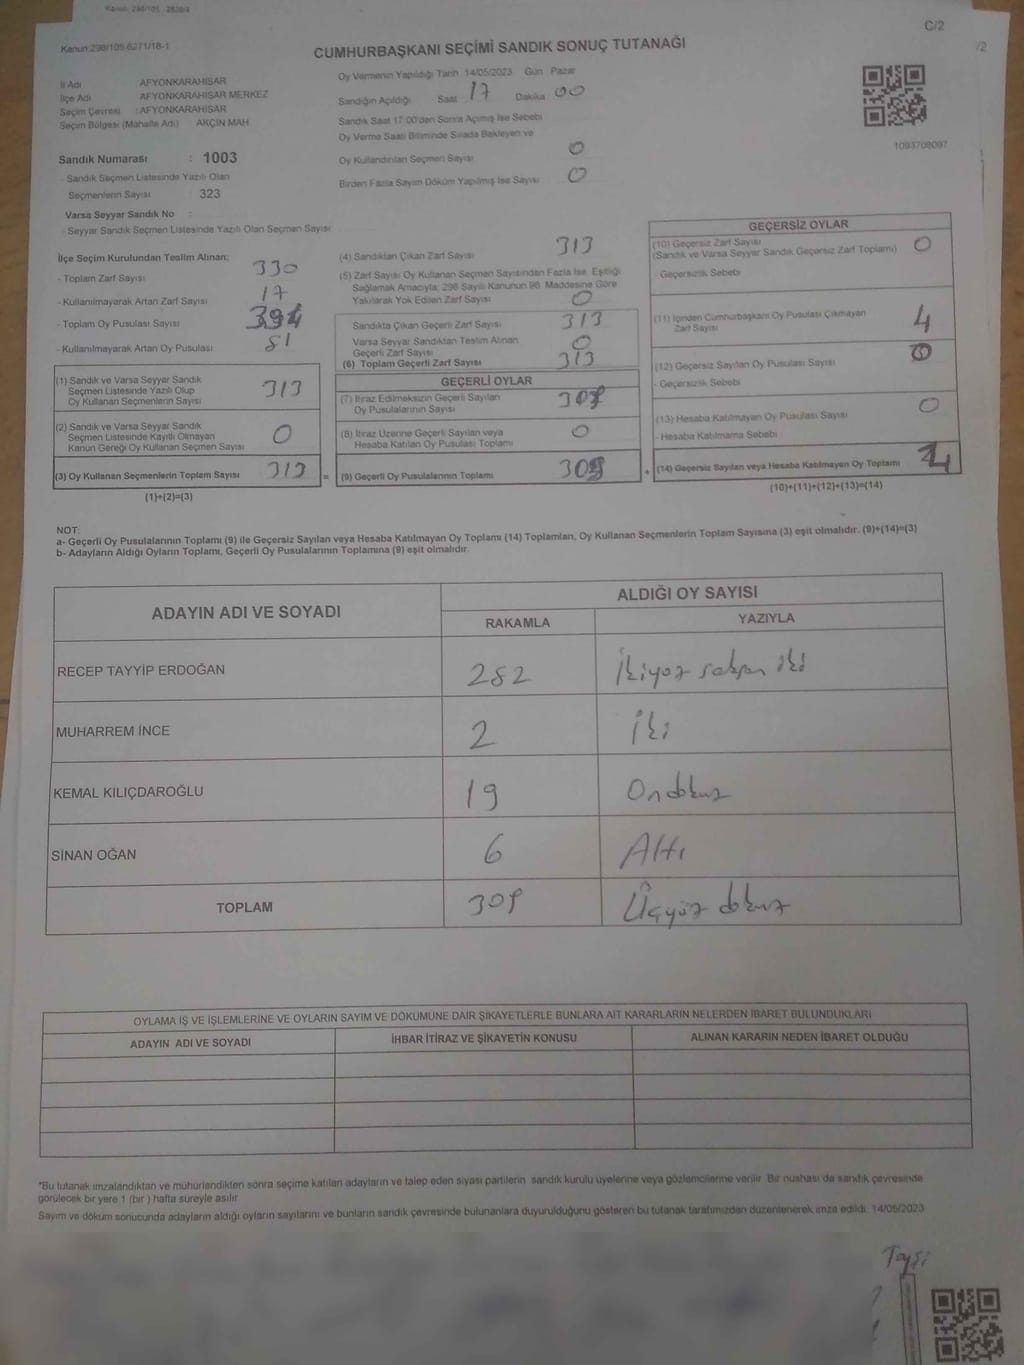 Kanun, 298/105 , 2820/4
Kanun 298/105,6271/18-1
C/2
/2
CUMHURBAŞKANI SEÇİMİ SANDIK SONUÇ TUTANAĞI
İl Adı AFYONKARAHİSAR
İlçe Adı AFYONKARAHİSAR MERKEZ
Seçim Çevresi : AFYONKARAHİSAR
Seçim Bölgesi (Mahalle Adı) AKÇİN MAH
Oy Vermenin Yapıldığı Tarih 14/05/2023 Gün Pazar
Sandığın Açıldığı Saat 17 Dakika 00
Sandık Saat 17 00'den Sonra Açılmış İse Sebebi
Oy Verme Saati Bitiminde Sırada Bekleyen ve
Oy Kullandırılan Seçmen Sayısı 0
Birden Fazla Sayım Döküm Yapılmış İse Sayısı 0
1093708097
Sandık Numarası : 1003
- Sandık Seçmen Listesinde Yazılı Olan
Seçmenlerin Sayısı : 323
Varsa Seyyar Sandık No :
- Seyyar Sandık Seçmen Listesinde Yazılı Olan Seçmen Sayısı
İlçe Seçim Kurulundan Teslim Alınan;
- Toplam Zarf Sayısı 330
- Kullanılmayarak Artan Zarf Sayısı 17
- Toplam Oy Pusulası Sayısı 394
- Kullanılmayarak Artan Oy Pusulası 81
(1) Sandık ve Varsa Seyyar Sandık
Seçmen Listesinde Yazılı Olup
Oy Kullanan Seçmenlerin Sayısı 313
(2) Sandık ve Varsa Seyyar Sandık
Seçmen Listesinde Kayıtlı Olmayan
Kanun Gereği Oy Kullanan Seçmen Sayısı 0
(3) Oy Kullanan Seçmenlerin Toplam Sayısı 313 =
(1)+(2)=(3)
(4) Sandıktan Çıkan Zarf Sayısı 313
(5) Zarf Sayısı Oy Kullanan Seçmen Sayısından Fazla İse, Eşitliği
Sağlamak Amacıyla; 298 Sayılı Kanunun 98. Maddesine Göre
Yakılarak Yok Edilen Zarf Sayısı 0
Sandıkta Çıkan Geçerli Zarf Sayısı 313
Varsa Seyyar Sandıktan Teslim Alınan
Geçerli Zarf Sayısı 0
(6) Toplam Geçerli Zarf Sayısı 313
GEÇERLİ OYLAR
(7) İtiraz Edilmeksizin Geçerli Sayılan
Oy Pusulalarının Sayısı
(8) İtiraz Üzerine Geçerli Sayılan veya
Hesaba Katılan Oy Pusulası Toplamı 0
(9) Geçerli Oy Pusulalarının Toplamı 309 +
GEÇERSİZ OYLAR
(10) Geçersiz Zarf Sayısı
(Sandık ve Varsa Seyyar Sandık Geçersiz Zarf Toplamı) 0
- Geçersizlik Sebebi
(11) İçinden Cumhurbaşkanı Oy Pusulası Çıkmayan
Zarf Sayısı 4
(12) Geçersiz Sayılan Oy Pusulası Sayısı 0
- Geçersizlik Sebebi
(13) Hesaba Katılmayan Oy Pusulası Sayısı 0
- Hesaba Katılmama Sebebi
(14) Geçersiz Sayılan veya Hesaba Katılmayan Oy Toplamı 4
(10)+(11)+(12)+(13)=(14)
NOT:
a- Geçerli Oy Pusulalarının Toplamı (9) ile Geçersiz Sayılan veya Hesaba Katılmayan Oy Toplamı (14) Toplamları, Oy Kullanan Seçmenlerin Toplam Sayısına (3) eşit olmalıdır. (9)+(14)=(3)
b- Adayların Aldığı Oyların Toplamı, Geçerli Oy Pusulalarının Toplamına (9) eşit olmalıdır.
ADAYIN ADI VE SOYADI ALDIĞI OY SAYISI
RAKAMLA YAZIYLA
RECEP TAYYİP ERDOĞAN 282 İkiyüz seksen iki
MUHARREM İNCE 2 İki
KEMAL KILIÇDAROĞLU 19 Ondokuz
SİNAN OĞAN 6 Altı
TOPLAM 309 Üçyüz dokuz
OYLAMA İŞ VE İŞLEMLERİNE VE OYLARIN SAYIM VE DÖKÜMÜNE DAİR ŞİKAYETLERLE BUNLARA AİT KARARLARIN NELERDEN İBARET BULUNDUKLARI
ADAYIN ADI VE SOYADI İHBAR İTİRAZ VE ŞİKAYETİN KONUSU ALINAN KARARIN NEDEN İBARET OLDUĞU
*Bu tutanak imzalandıktan ve mühürlendikten sonra seçime katılan adayların ve talep eden siyasi partilerin sandık kurulu üyelerine veya gözlemcilerine verilir. Bir nüshası da sandık çevresinde
görülecek bir yere 1 (bir ) hafta süreyle asılır.
Sayım ve döküm sonucunda adayların aldığı oyların sayılarını ve bunların sandık çevresinde bulunanlara duyurulduğunu gösteren bu tutanak tarafımızdan düzenlenerek imza edildi. 14/05/2023